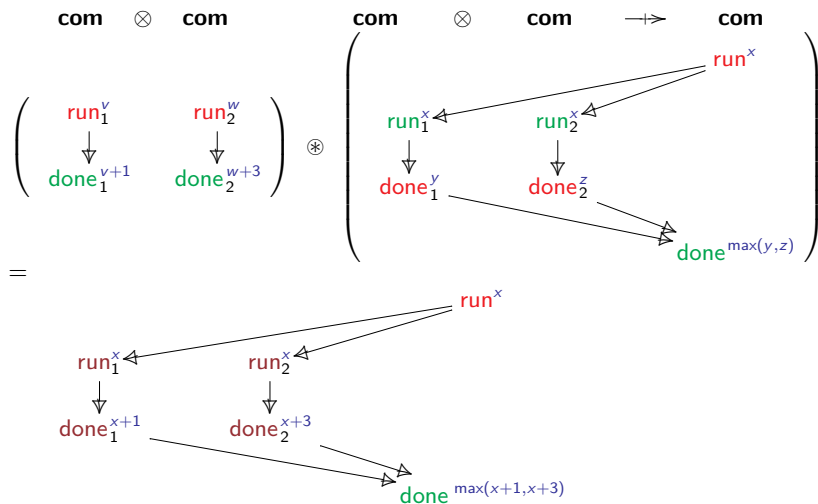 com ⊗ com com ⊗ com ⇸ com
run^x
run_1^v run_2^w ⊛ run_1^x run_2^x
done_1^{v+1} done_2^{w+3} done_1^y done_2^z
done^{max(y,z)}
=
run^x
run_1^x run_2^x
done_1^{x+1} done_2^{x+3}
done^{max(x+1,x+3)}